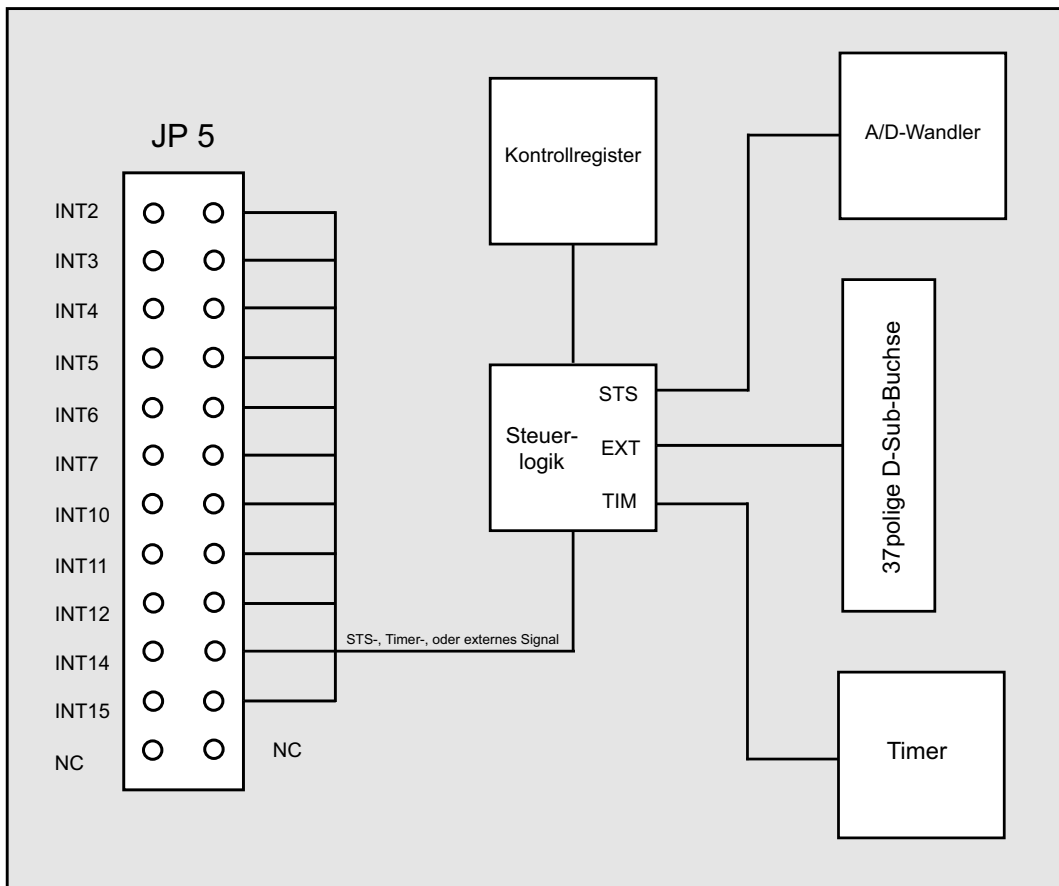 JP 5
INT2
INT3
INT4
INT5
INT6
INT7
INT10
INT11
INT12
INT14
INT15
NC
NC
Kontrollregister
A/D-Wandler
Steuer-
logik
STS
EXT
TIM
37polige D-Sub-Buchse
STS-, Timer-, oder externes Signal
Timer